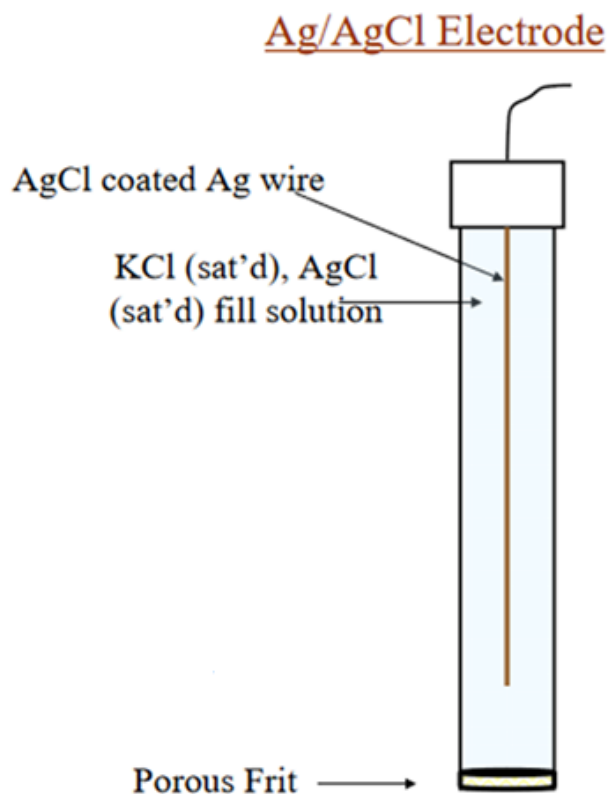 Ag/AgCl Electrode
AgCl coated Ag wire
KCl (sat’d), AgCl
(sat’d) fill solution
Porous Frit